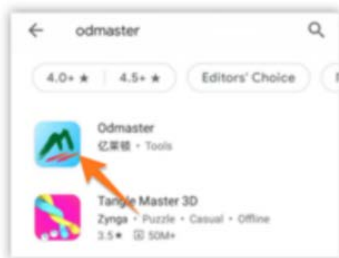 odmaster
4.0+ ★
4.5+ ★
Editors' Choice
Odmaster
亿莱顿 • Tools
Tangle Master 3D
Zynga • Puzzle • Casual • Offline
3.5★ 50M+